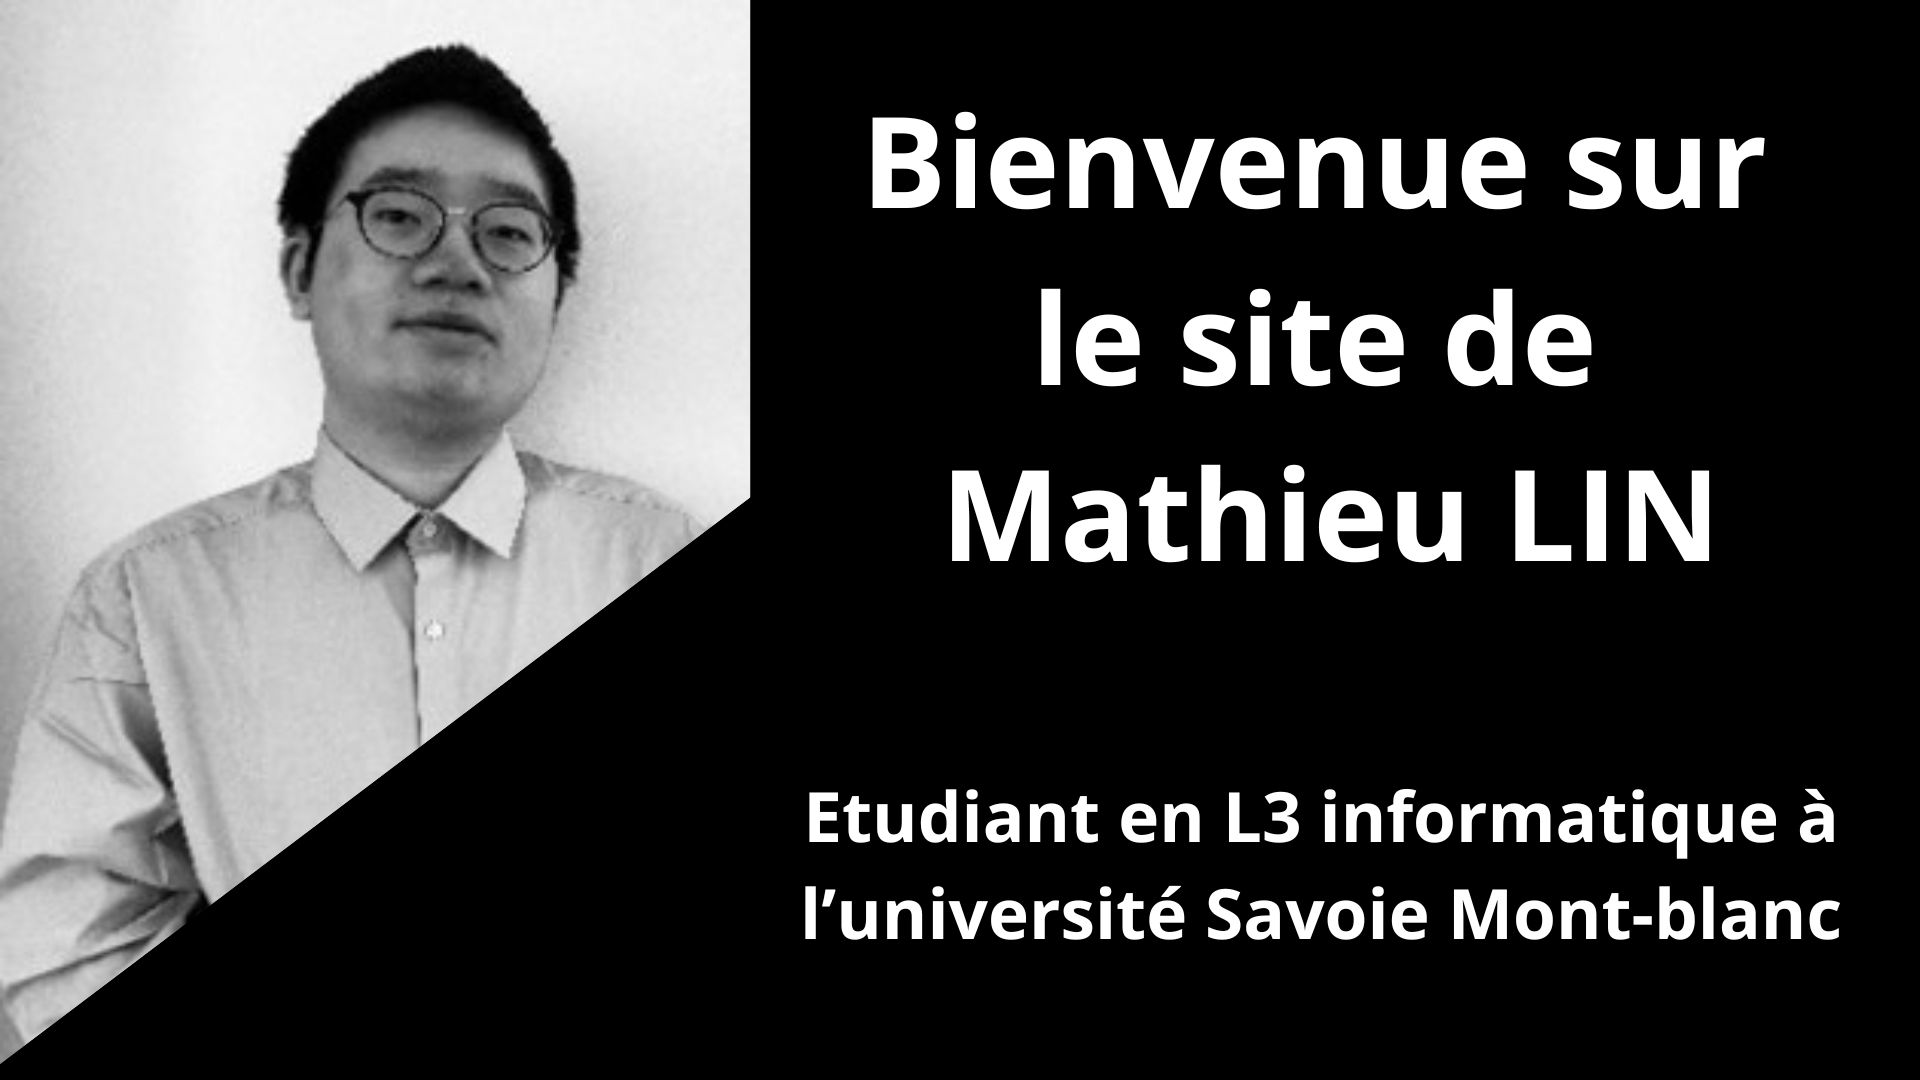 Bienvenue sur
le site de
Mathieu LIN
Etudiant en L3 informatique à
l’université Savoie Mont-blanc